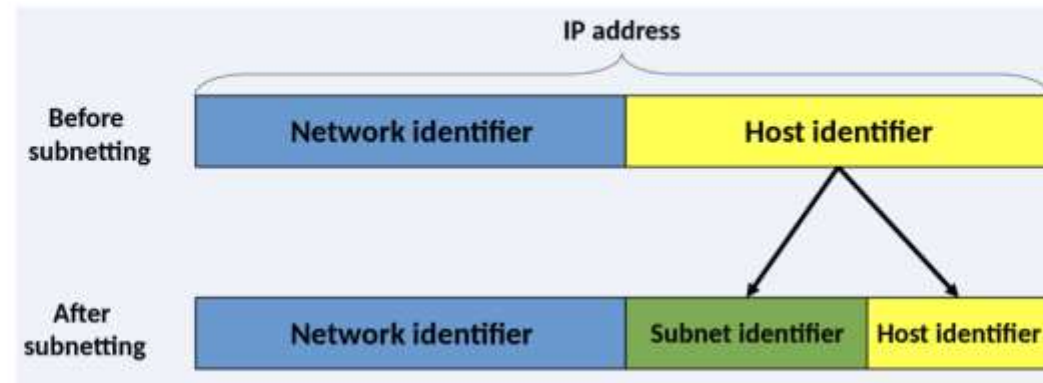 IP address
Before
subnetting
Network identifier
Host identifier
After
subnetting
Network identifier
Subnet identifier
Host identifier